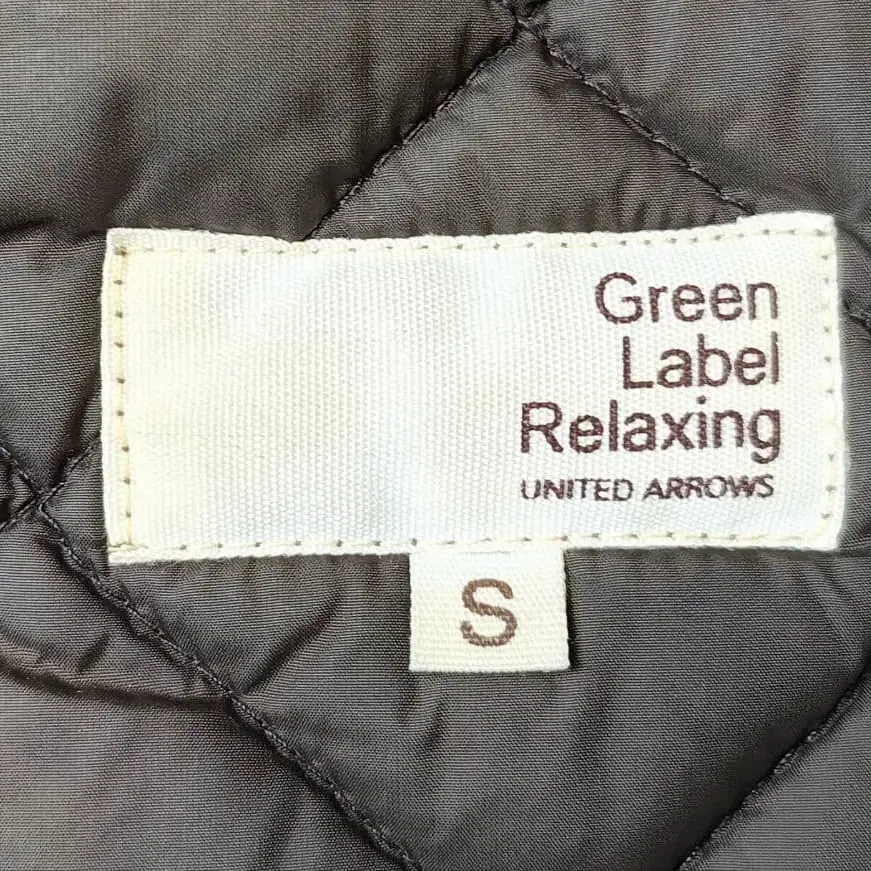 Green
Label
Relaxing
UNITED ARROWS
S